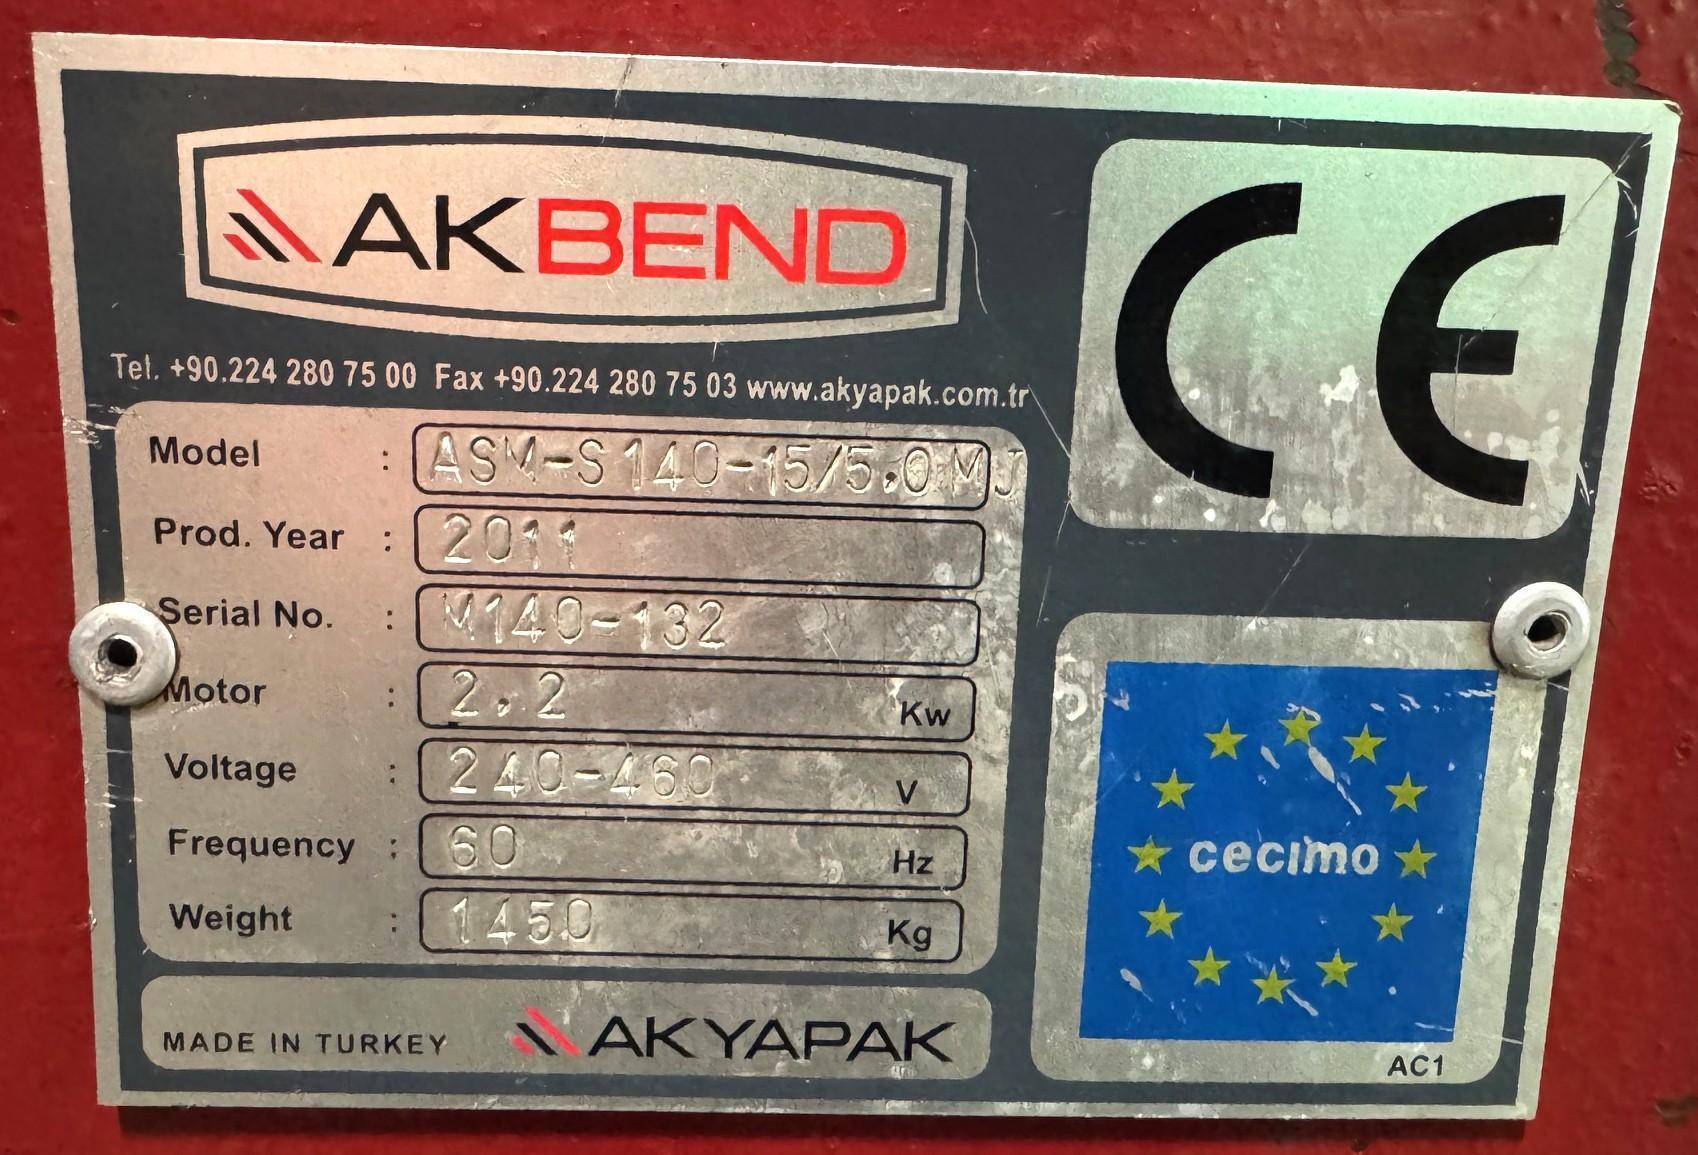 AKBEND
CE
Tel. +90.224 280 75 00 Fax +90.224 280 75 03 www.akyapak.com.tr
Model : ASM-S140-15/5.0 MJ
Prod. Year : 2011
Serial No. : M140-132
Motor : 2.2 Kw
Voltage : 240-460 V
Frequency : 60 Hz
Weight : 1450 Kg
cecimo
MADE IN TURKEY AKYAPAK
AC1